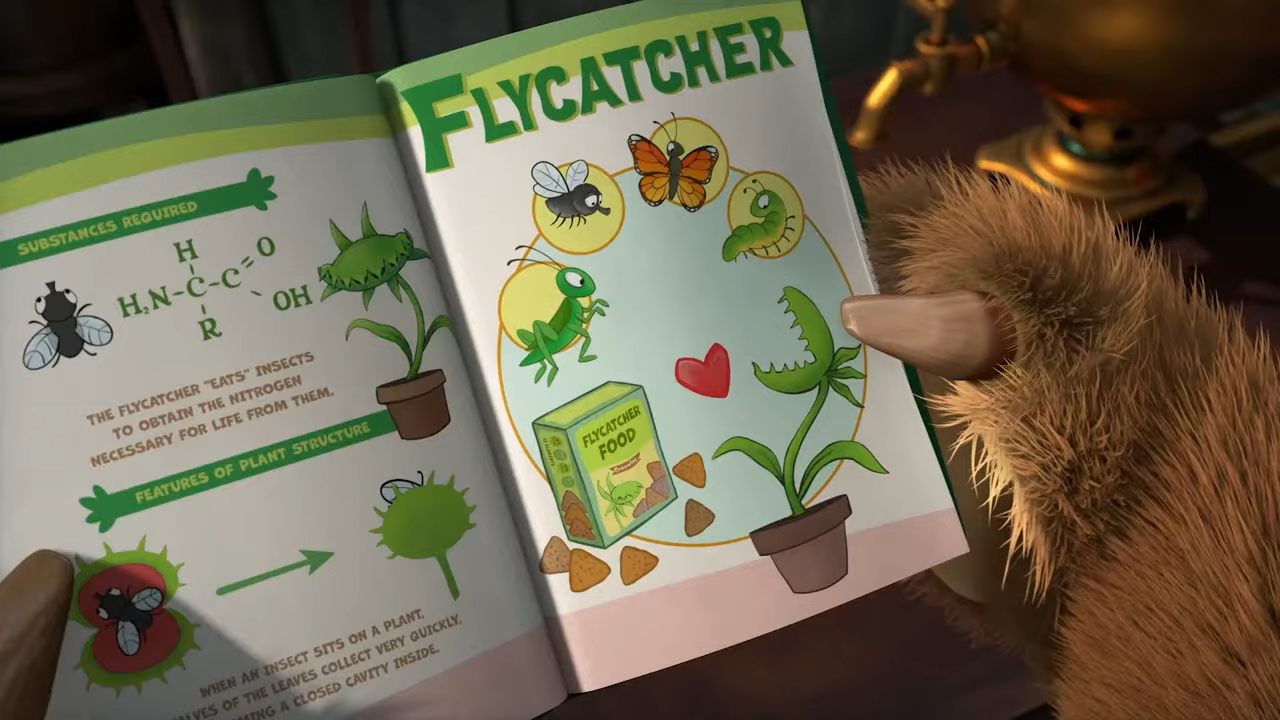 SUBSTANCES REQUIRED
H
O
H₂N-C-C
OH
R
THE FLYCATCHER "EATS" INSECTS
TO OBTAIN THE NITROGEN
NECESSARY FOR LIFE FROM THEM.
FEATURES OF PLANT STRUCTURE
WHEN AN INSECT SITS ON A PLANT,
OF THE LEAVES COLLECT VERY QUICKLY,
A CLOSED CAVITY INSIDE.
FLYCATCHER
FLYCATCHER
FOOD